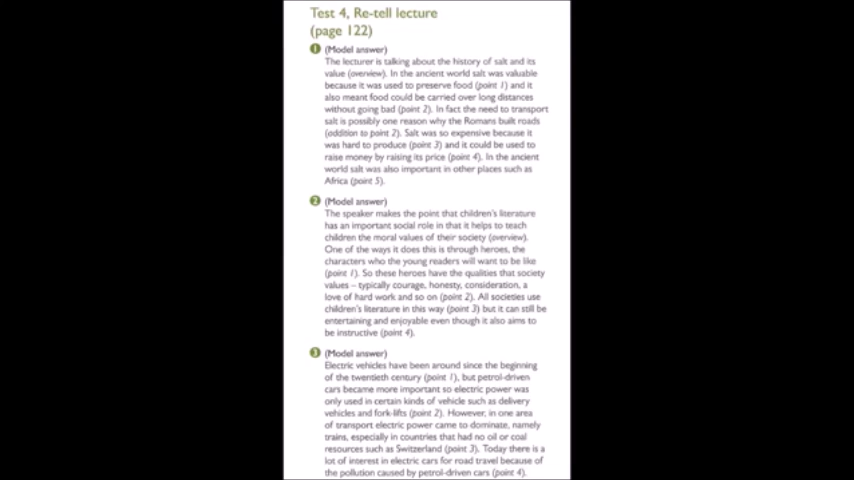 Test 4, Re-tell lecture
(page 122)
1 (Model answer)
The lecturer is talking about the history of salt and its
value (overview). In the ancient world salt was valuable
because it was used to preserve food (point 1) and it
also meant food could be carried over long distances
without going bad (point 2). In fact the need to transport
salt is possibly one reason why the Romans built roads
(addition to point 2). Salt was so expensive because it
was hard to produce (point 3) and it could be used to
raise money by raising its price (point 4). In the ancient
world salt was also important in other places such as
Africa (point 5).
2 (Model answer)
The speaker makes the point that children's literature
has an important social role in that it helps to teach
children the moral values of their society (overview).
One of the ways it does this is through heroes, the
characters who the young readers will want to be like
(point 1). So these heroes have the qualities that society
values – typically courage, honesty, consideration, a
love of hard work and so on (point 2). All societies use
children's literature in this way (point 3) but it can still be
entertaining and enjoyable even though it also aims to
be instructive (point 4).
3 (Model answer)
Electric vehicles have been around since the beginning
of the twentieth century (point 1), but petrol-driven
cars became more important so electric power was
only used in certain kinds of vehicle such as delivery
vehicles and fork-lifts (point 2). However, in one area
of transport electric power came to dominate, namely
trains, especially in countries that had no oil or coal
resources such as Switzerland (point 3). Today there is a
lot of interest in electric cars for road travel because of
the pollution caused by petrol-driven cars (point 4).